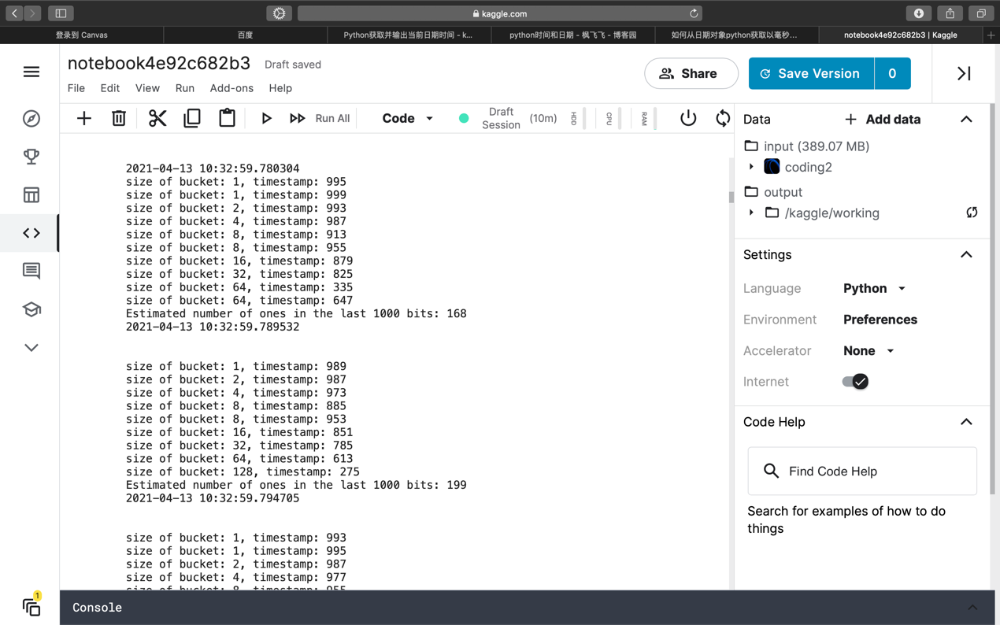 kaggle.com
登录到 Canvas
百度
Python获取并输出当前日期时间 - k...
python时间和日期 - 枫飞飞 - 博客园
如何从日期对象python获取以毫秒...
notebook4e92c682b3 | Kaggle
notebook4e92c682b3
Draft saved
Share
Save Version
0
File Edit View Run Add-ons Help
Run All
Code
Draft Session
(10m)
HDD
CPU
RAM
2021-04-13 10:32:59.780304
size of bucket: 1, timestamp: 995
size of bucket: 1, timestamp: 999
size of bucket: 2, timestamp: 993
size of bucket: 4, timestamp: 987
size of bucket: 8, timestamp: 913
size of bucket: 8, timestamp: 955
size of bucket: 16, timestamp: 879
size of bucket: 32, timestamp: 825
size of bucket: 64, timestamp: 335
size of bucket: 64, timestamp: 647
Estimated number of ones in the last 1000 bits: 168
2021-04-13 10:32:59.789532
size of bucket: 1, timestamp: 989
size of bucket: 2, timestamp: 987
size of bucket: 4, timestamp: 973
size of bucket: 8, timestamp: 885
size of bucket: 8, timestamp: 953
size of bucket: 16, timestamp: 851
size of bucket: 32, timestamp: 785
size of bucket: 64, timestamp: 613
size of bucket: 128, timestamp: 275
Estimated number of ones in the last 1000 bits: 199
2021-04-13 10:32:59.794705
size of bucket: 1, timestamp: 993
size of bucket: 1, timestamp: 995
size of bucket: 2, timestamp: 987
size of bucket: 4, timestamp: 977
size of bucket: 8, timestamp: 955
Data
Add data
input (389.07 MB)
coding2
output
/kaggle/working
Settings
Language Python
Environment Preferences
Accelerator None
Internet
Code Help
Find Code Help
Search for examples of how to do
things
1
Console